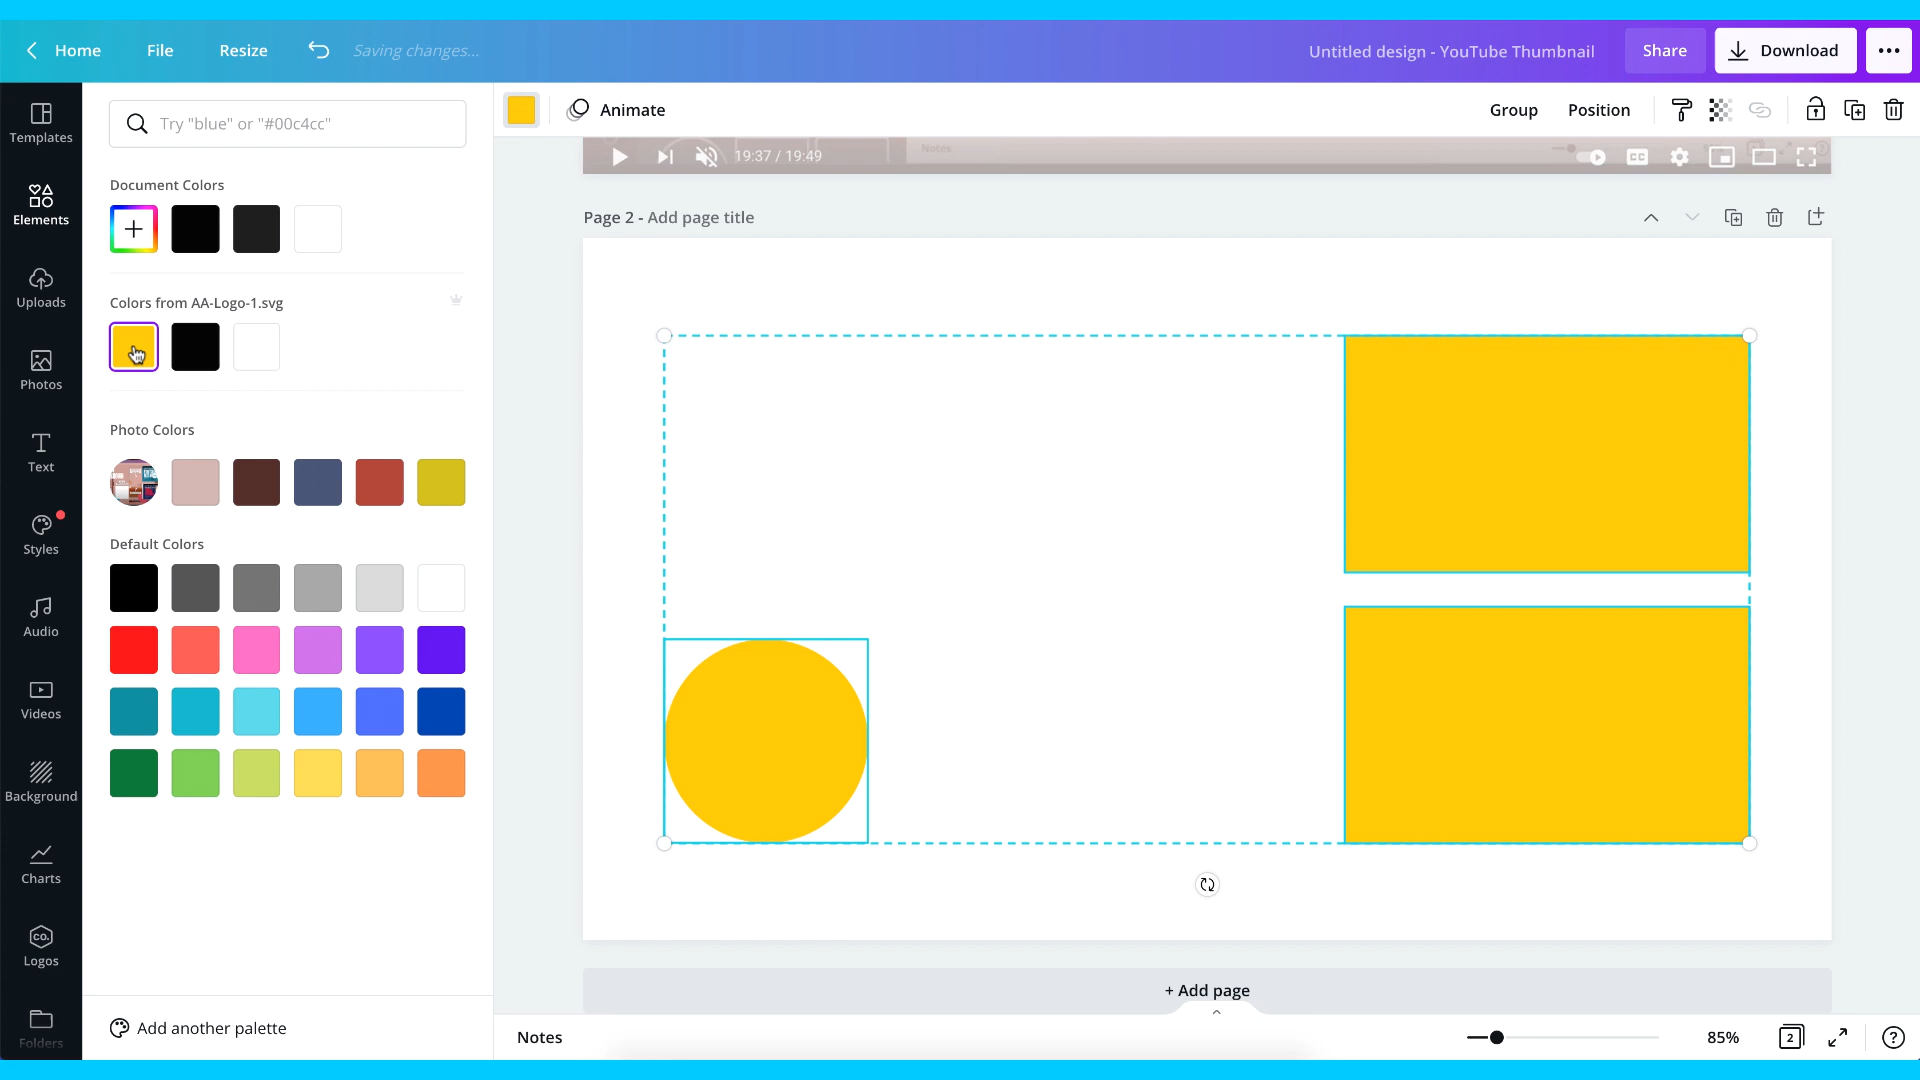 Home File Resize Saving changes... Untitled design - YouTube Thumbnail Share Download
Templates
Elements
Uploads
Photos
Text
Styles
Audio
Videos
Background
Charts
Logos
Folders
Try "blue" or "#00c4cc"
Document Colors
Colors from AA-Logo-1.svg
Photo Colors
Default Colors
Add another palette
Animate Group Position
Notes
19:37 / 19:49
CC
Page 2 - Add page title
+ Add page
Notes 85% 2 ?
co.